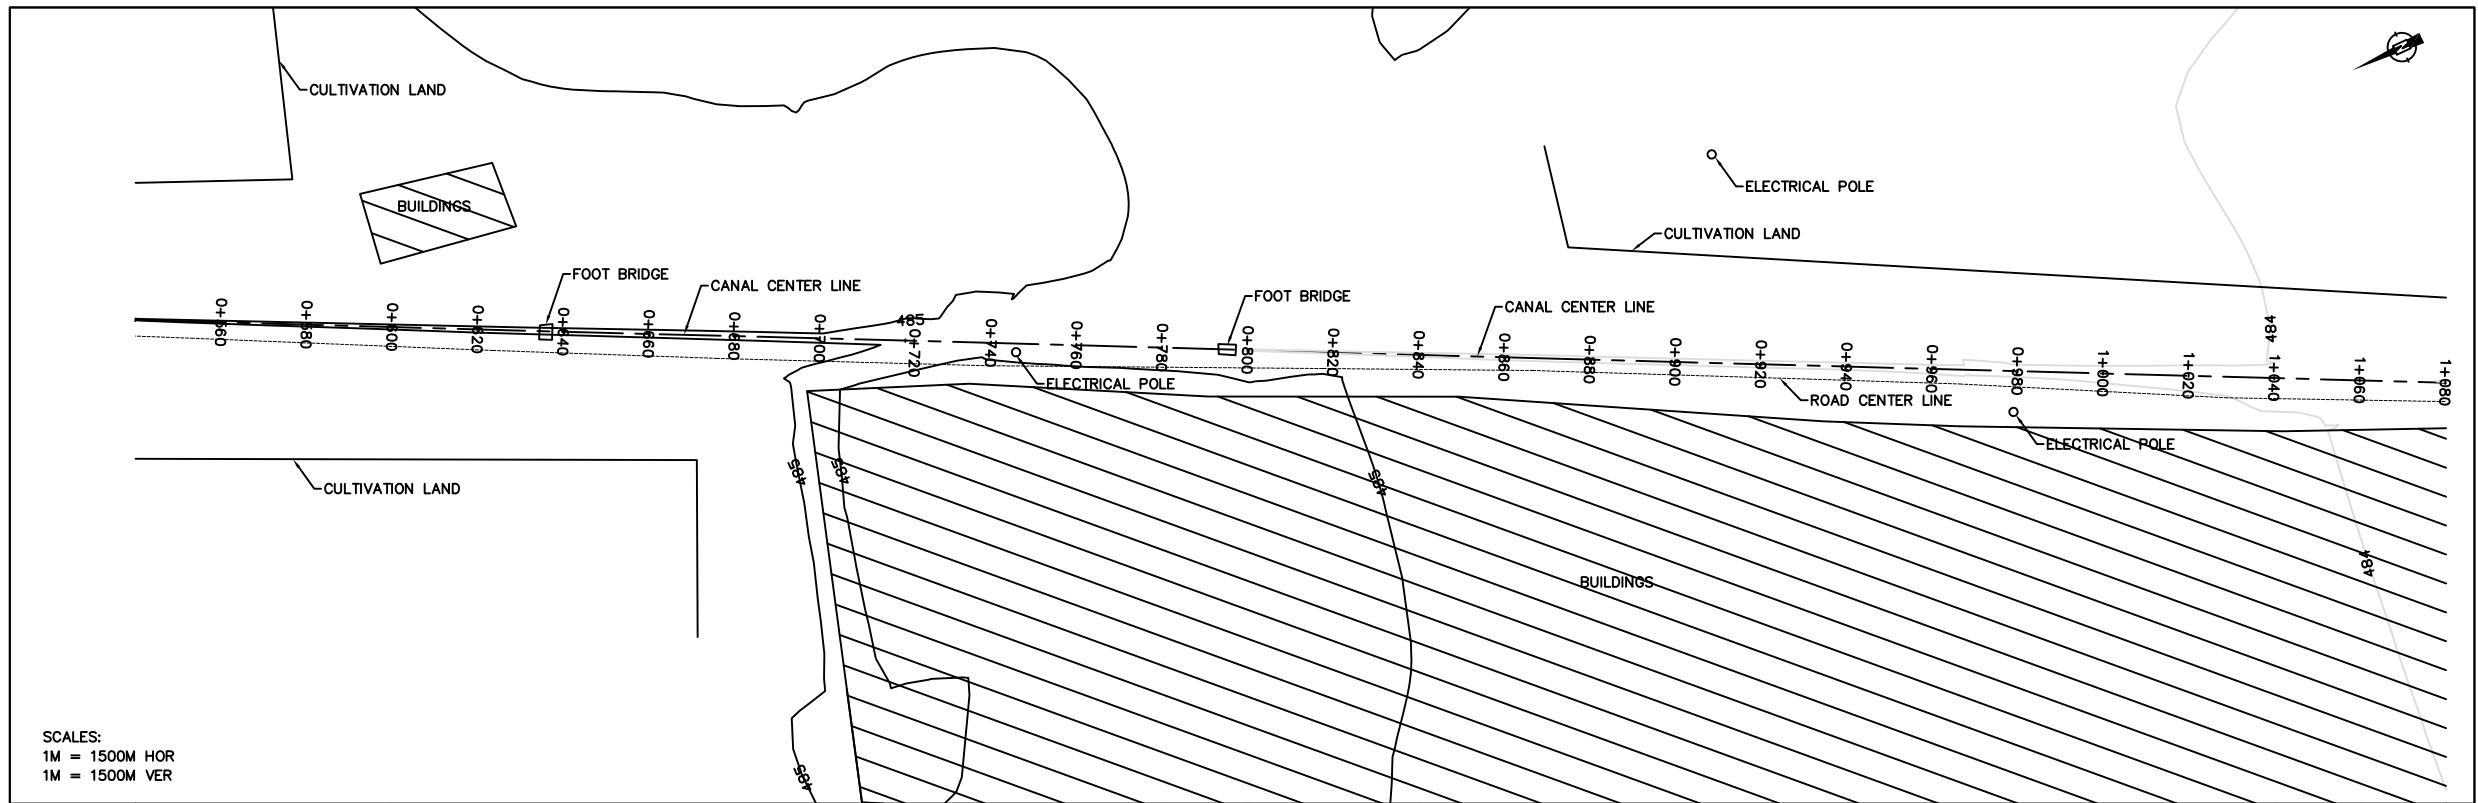 CULTIVATION LAND
ELECTRICAL POLE
BUILDINGS
CULTIVATION LAND
FOOT BRIDGE
CANAL CENTER LINE
FOOT BRIDGE
CANAL CENTER LINE
485
484
0+560
0+580
0+600
0+620
0+640
0+660
0+680
0+700
0+720
0+740
0+760
0+780
0+800
0+820
0+840
0+860
0+880
0+900
0+920
0+940
0+960
0+980
1+000
1+020
1+040
1+060
1+080
ELECTRICAL POLE
ROAD CENTER LINE
ELECTRICAL POLE
485
485
485
CULTIVATION LAND
484
BUILDINGS
SCALES:
1M = 1500M HOR
1M = 1500M VER
485